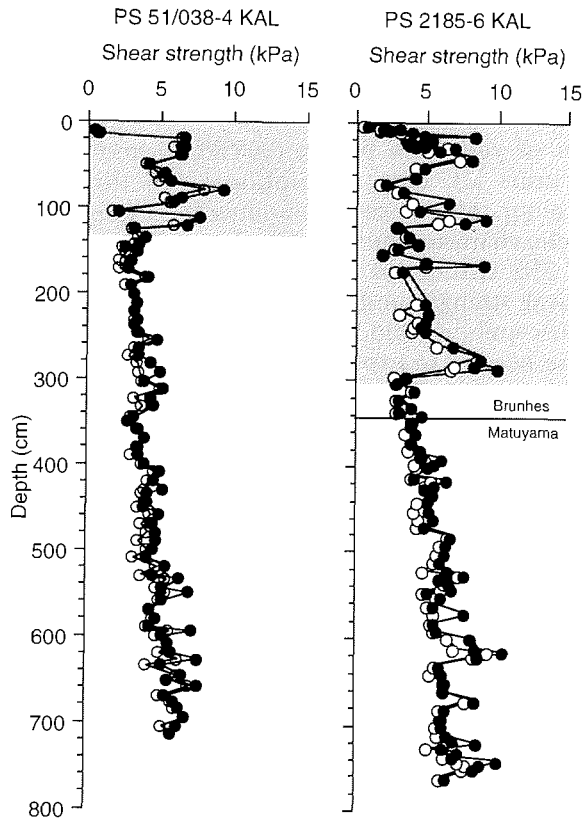 PS 51/038-4 KAL PS 2185-6 KAL
Shear strength (kPa) Shear strength (kPa)
0 5 10 15 0 5 10 15
0
100
200
300
400
500
600
700
800
Depth (cm)
Brunhes
Matuyama